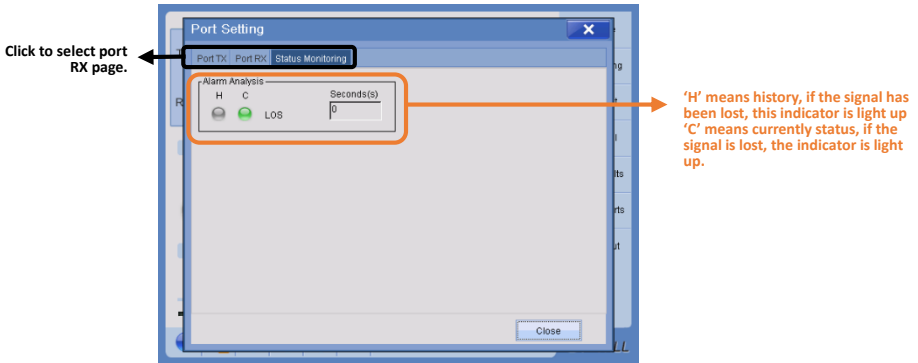 Port Setting
Click to select port
RX page.
Port TX Port RX Status Monitoring
Alarm Analysis
H C Seconds(s)
LOS 0
'H' means history, if the signal has
been lost, this indicator is light up
'C' means currently status, if the
signal is lost, the indicator is light
up.
Close